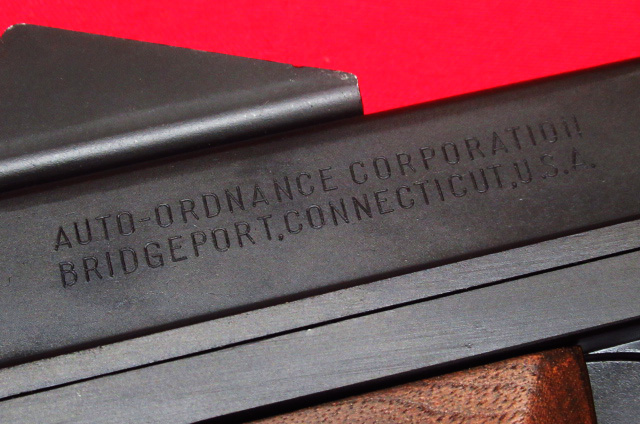 AUTO-ORDNANCE CORPORATION
BRIDGEPORT,CONNECTICUT,U.S.A.